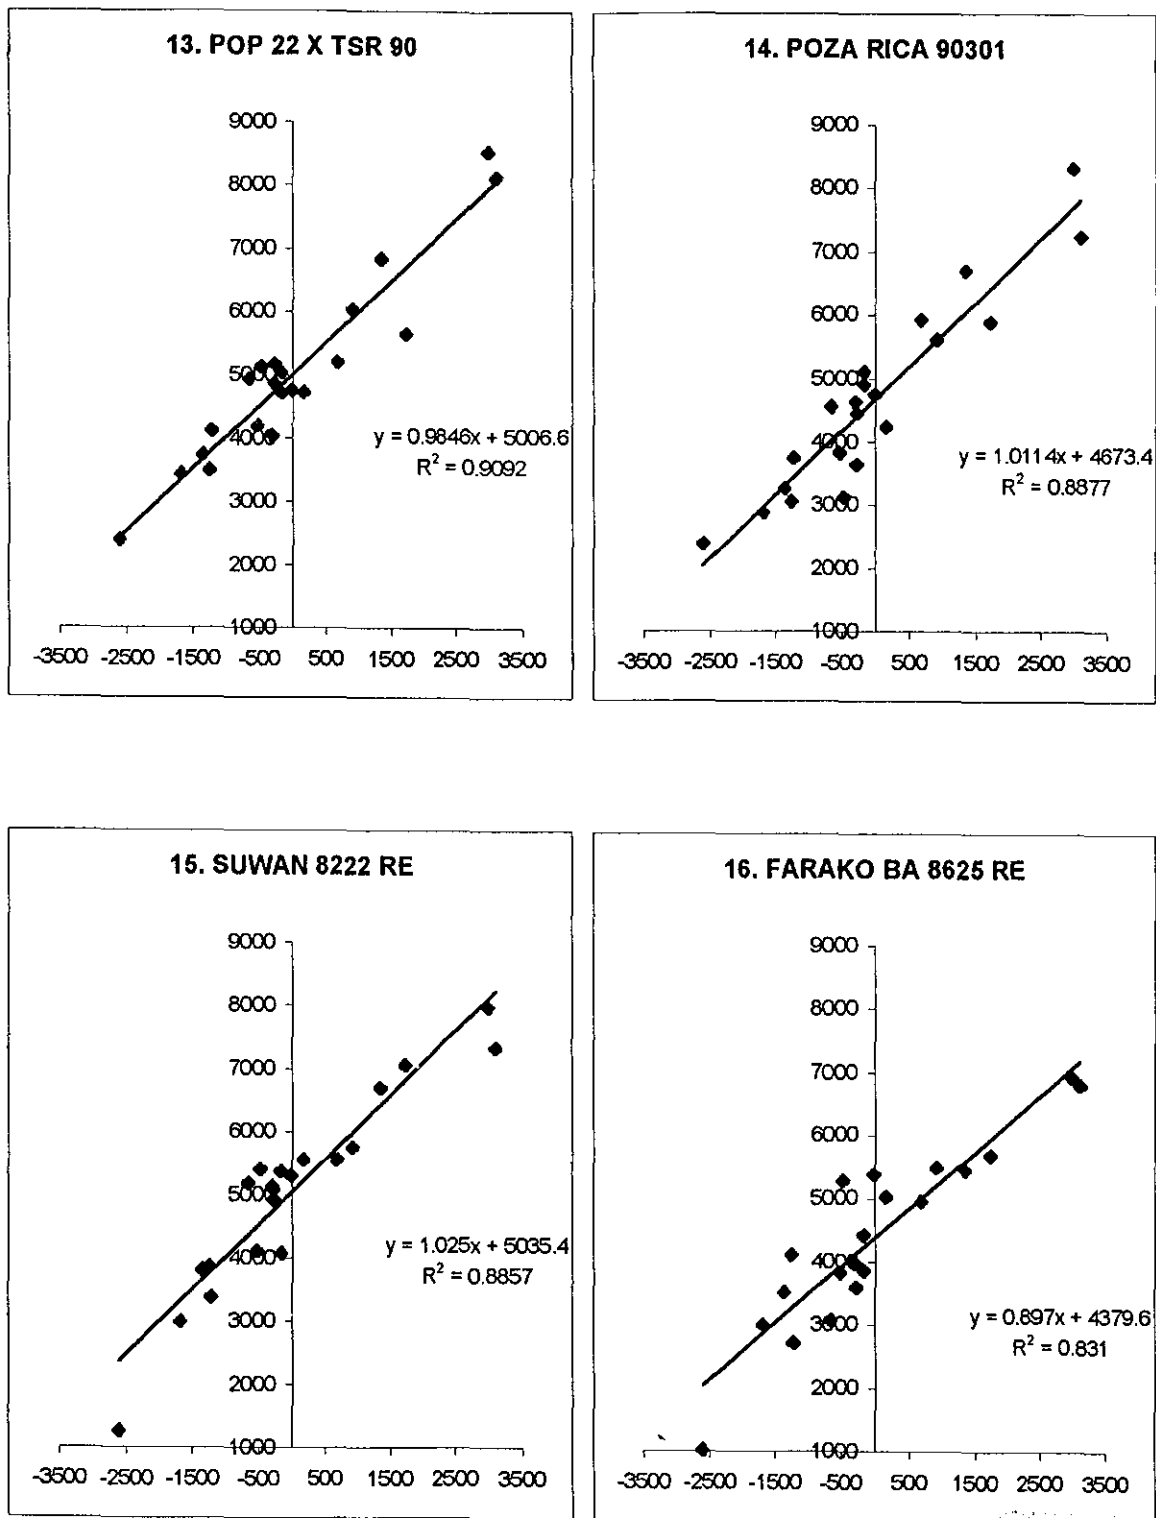 13. POP 22 X TSR 90
9000
8000
7000
6000
5000
4000
3000
2000
1000
y = 0.9846x + 5006.6
R² = 0.9092
-3500 -2500 -1500 -500 500 1500 2500 3500
14. POZA RICA 90301
9000
8000
7000
6000
5000
4000
3000
2000
1000
y = 1.0114x + 4673.4
R² = 0.8877
-3500 -2500 -1500 -500 500 1500 2500 3500
15. SUWAN 8222 RE
9000
8000
7000
6000
5000
4000
3000
2000
1000
y = 1.025x + 5035.4
R² = 0.8857
-3500 -2500 -1500 -500 500 1500 2500 3500
16. FARAKO BA 8625 RE
9000
8000
7000
6000
5000
4000
3000
2000
1000
y = 0.897x + 4379.6
R² = 0.831
-3500 -2500 -1500 -500 500 1500 2500 3500